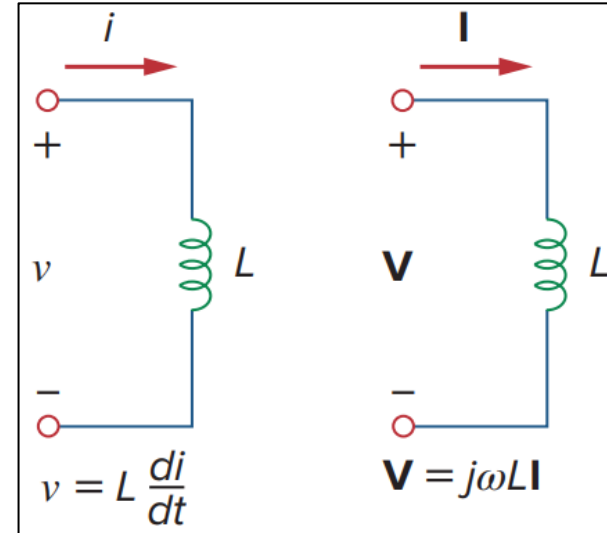 i I
+ +
v L V L
− −
v = L di/dt V = jωLI